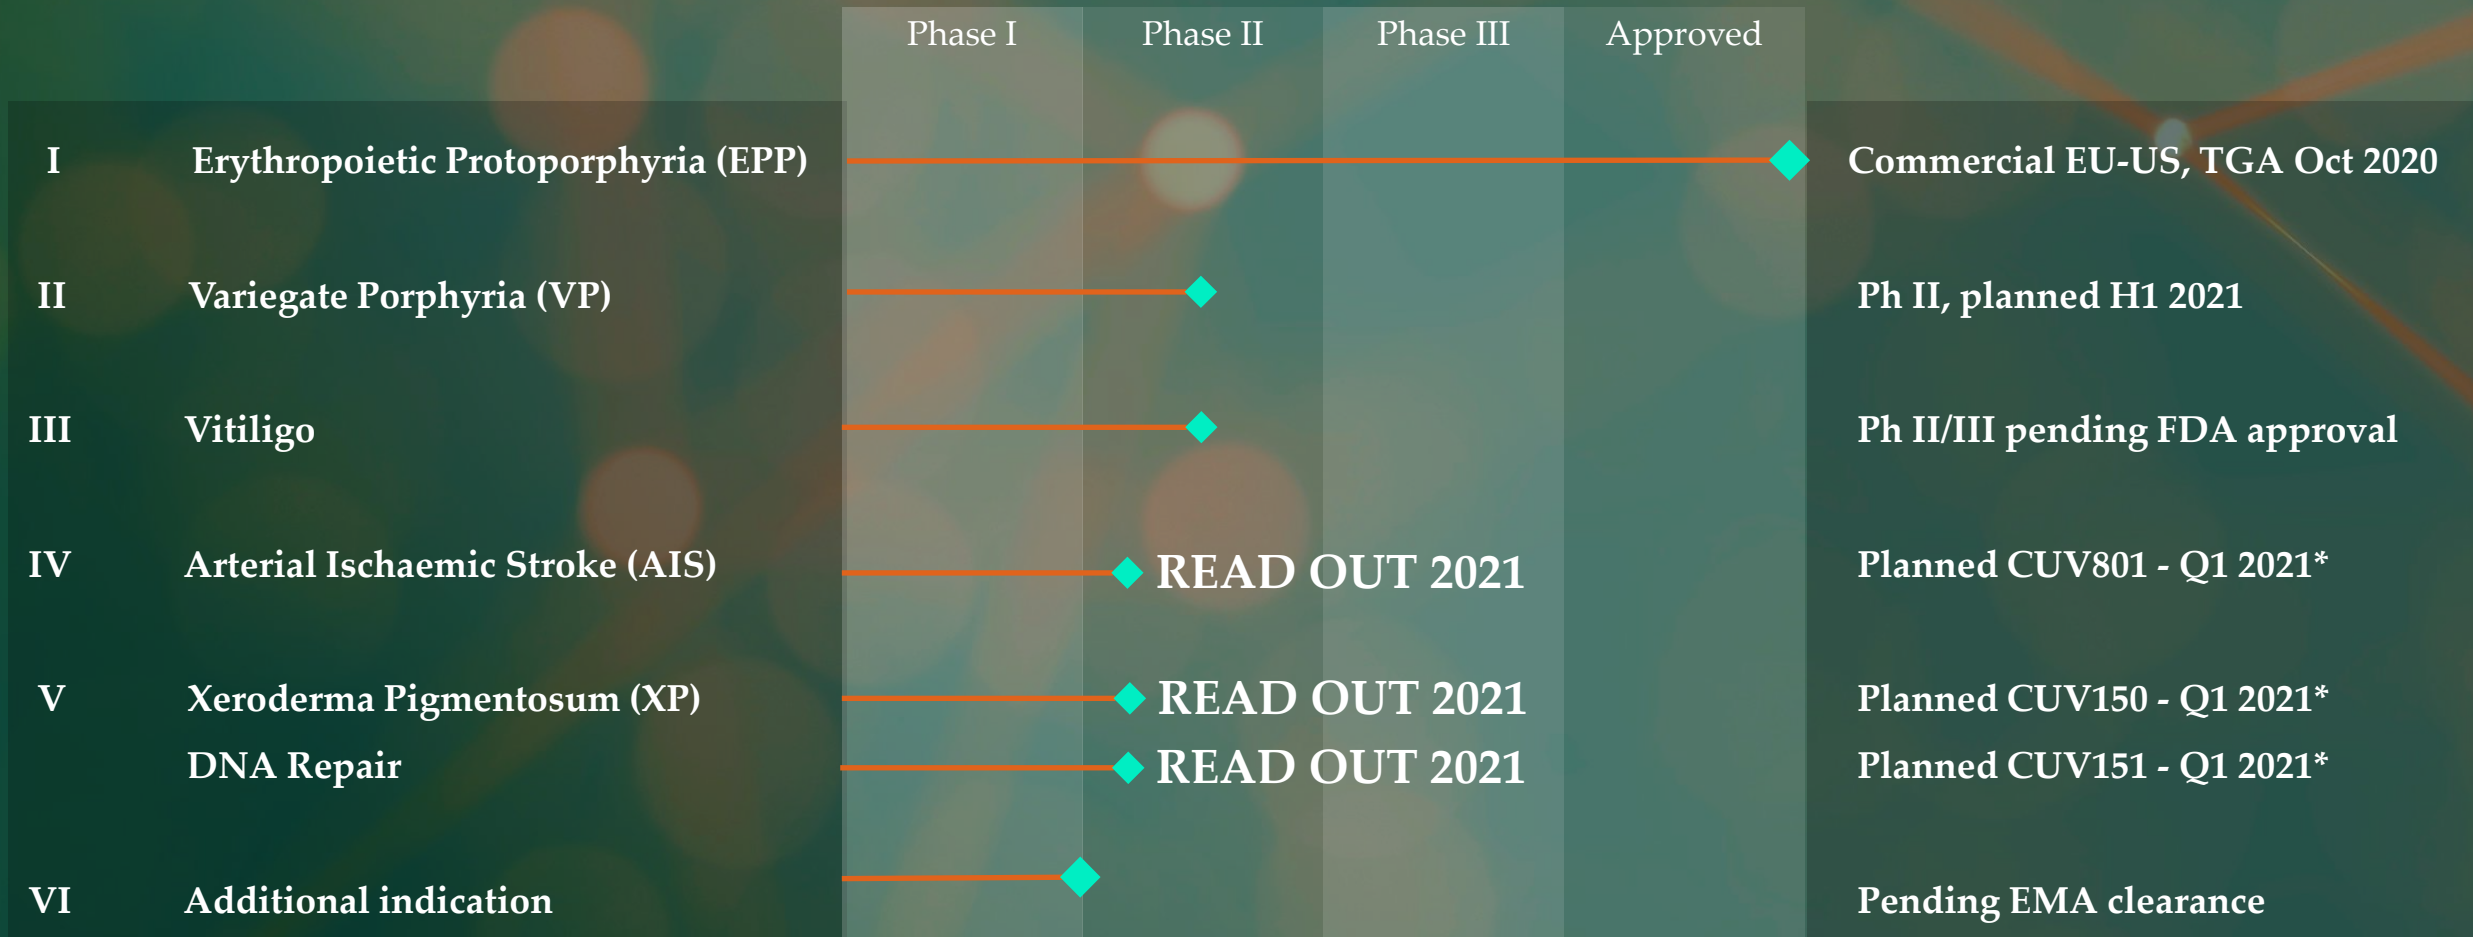 Phase I Phase II Phase III Approved
I Erythropoietic Protoporphyria (EPP) Commercial EU-US, TGA Oct 2020
II Variegate Porphyria (VP) Ph II, planned H1 2021
III Vitiligo Ph II/III pending FDA approval
IV Arterial Ischaemic Stroke (AIS) READ OUT 2021 Planned CUV801 - Q1 2021*
V Xeroderma Pigmentosum (XP) READ OUT 2021 Planned CUV150 - Q1 2021*
DNA Repair READ OUT 2021 Planned CUV151 - Q1 2021*
VI Additional indication Pending EMA clearance